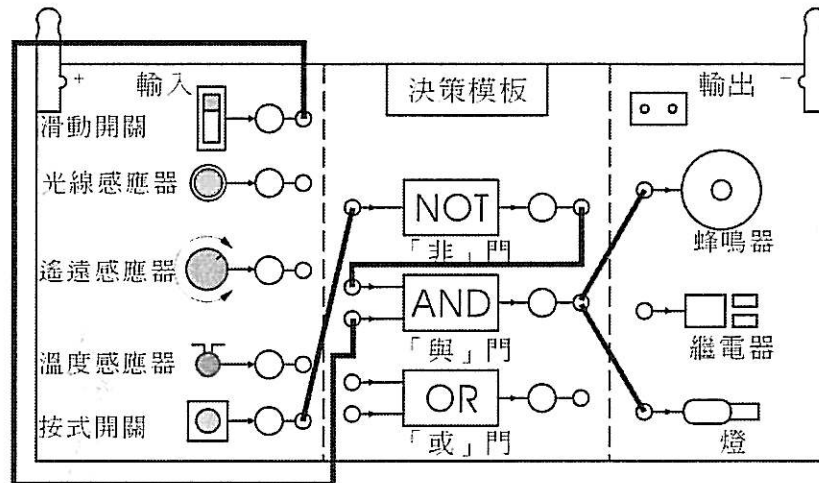 +
輸入
滑動開關
光線感應器
遙遠感應器
溫度感應器
按式開關
決策模板
NOT
「非」門
AND
「與」門
OR
「或」門
輸出
-
蜂鳴器
繼電器
燈